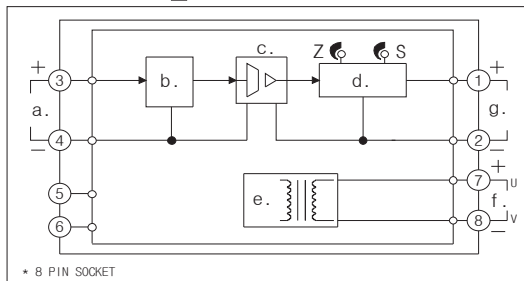 Z S
c.
+ 3 b. d. 1 +
a. g.
− 4 2 −
+
5 e. 7 U
f.
6 8 V
−
* 8 PIN SOCKET